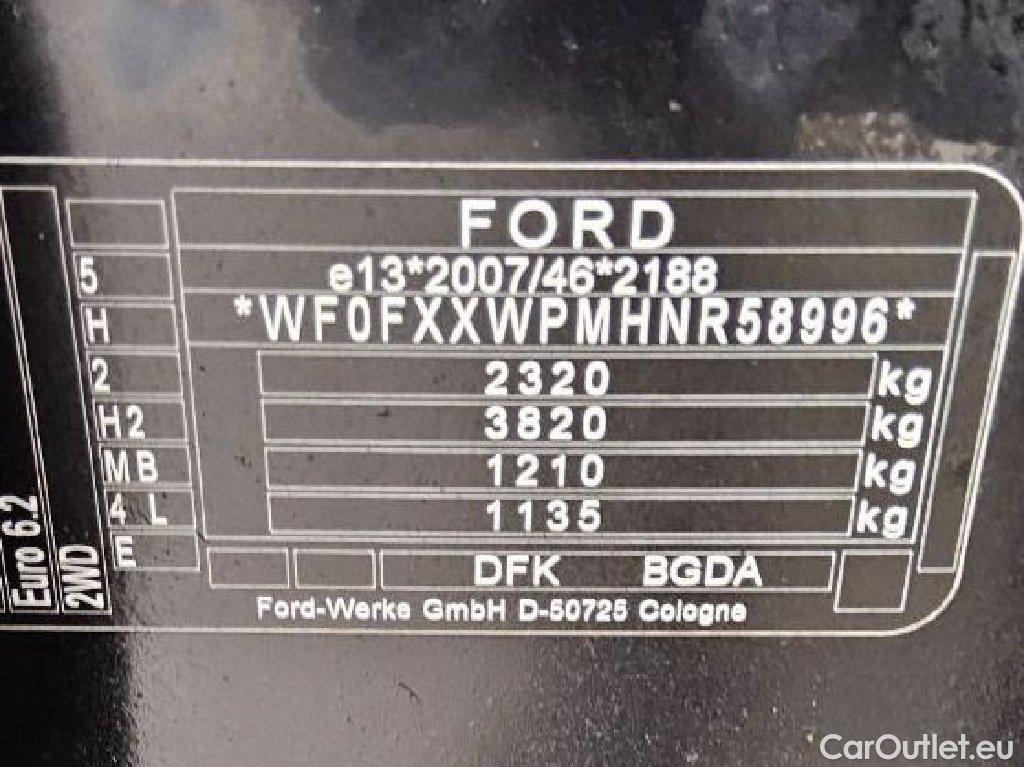 FORD
5 e13*2007/46*2188
H *WF0FXXWPMHNR58996*
2 2320 kg
H2 3820 kg
MB 1210 kg
4 L 1135 kg
E DFK BGDA
Ford-Werke GmbH D-50725 Cologne
Euro 6.2
2WD
CarOutlet.eu